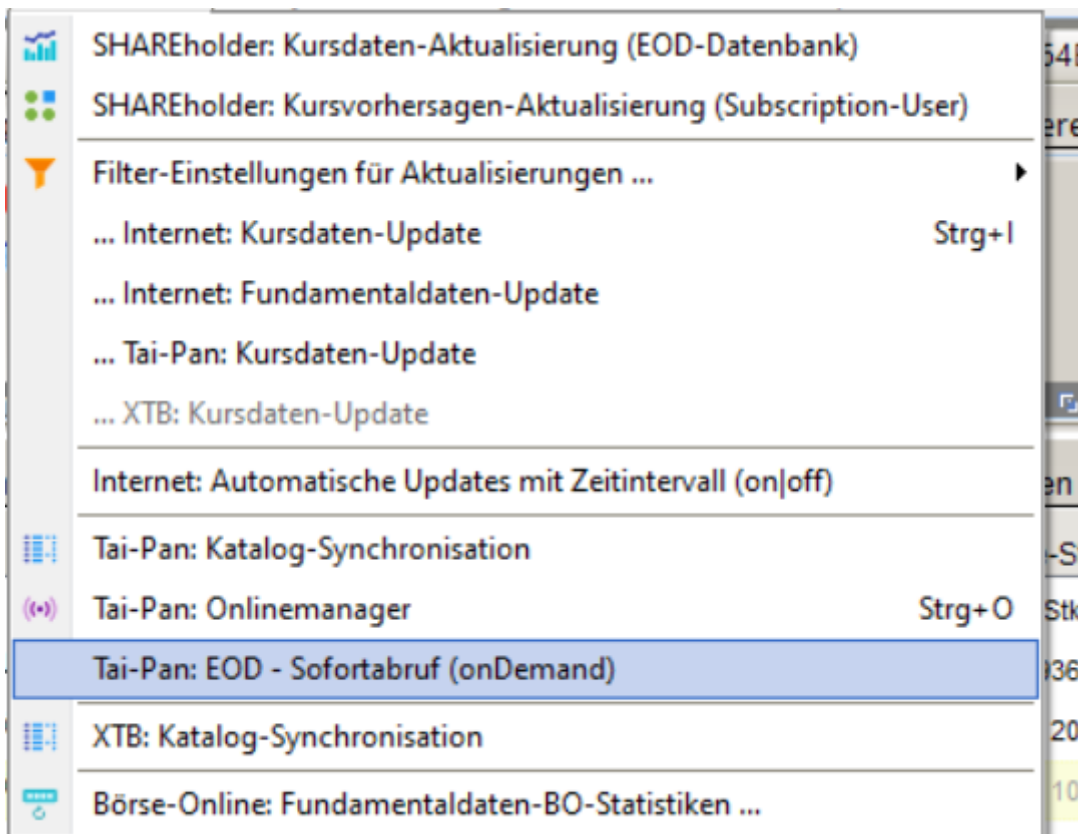 SHAREholder: Kursdaten-Aktualisierung (EOD-Datenbank)
SHAREholder: Kursvorhersagen-Aktualisierung (Subscription-User)
Filter-Einstellungen für Aktualisierungen ...
... Internet: Kursdaten-Update Strg+I
... Internet: Fundamentaldaten-Update
... Tai-Pan: Kursdaten-Update
... XTB: Kursdaten-Update
Internet: Automatische Updates mit Zeitintervall (on|off)
Tai-Pan: Katalog-Synchronisation
Tai-Pan: Onlinemanager Strg+O
Tai-Pan: EOD - Sofortabruf (onDemand)
XTB: Katalog-Synchronisation
Börse-Online: Fundamentaldaten-BO-Statistiken ...